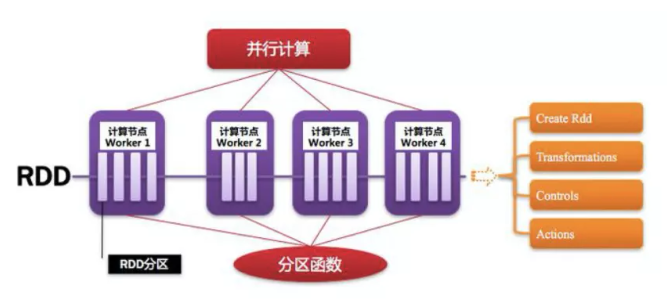 并行计算
计算节点
Worker 1
计算节点
Worker 2
计算节点
Worker 3
计算节点
Worker 4
RDD
RDD分区
分区函数
Create Rdd
Transformations
Controls
Actions